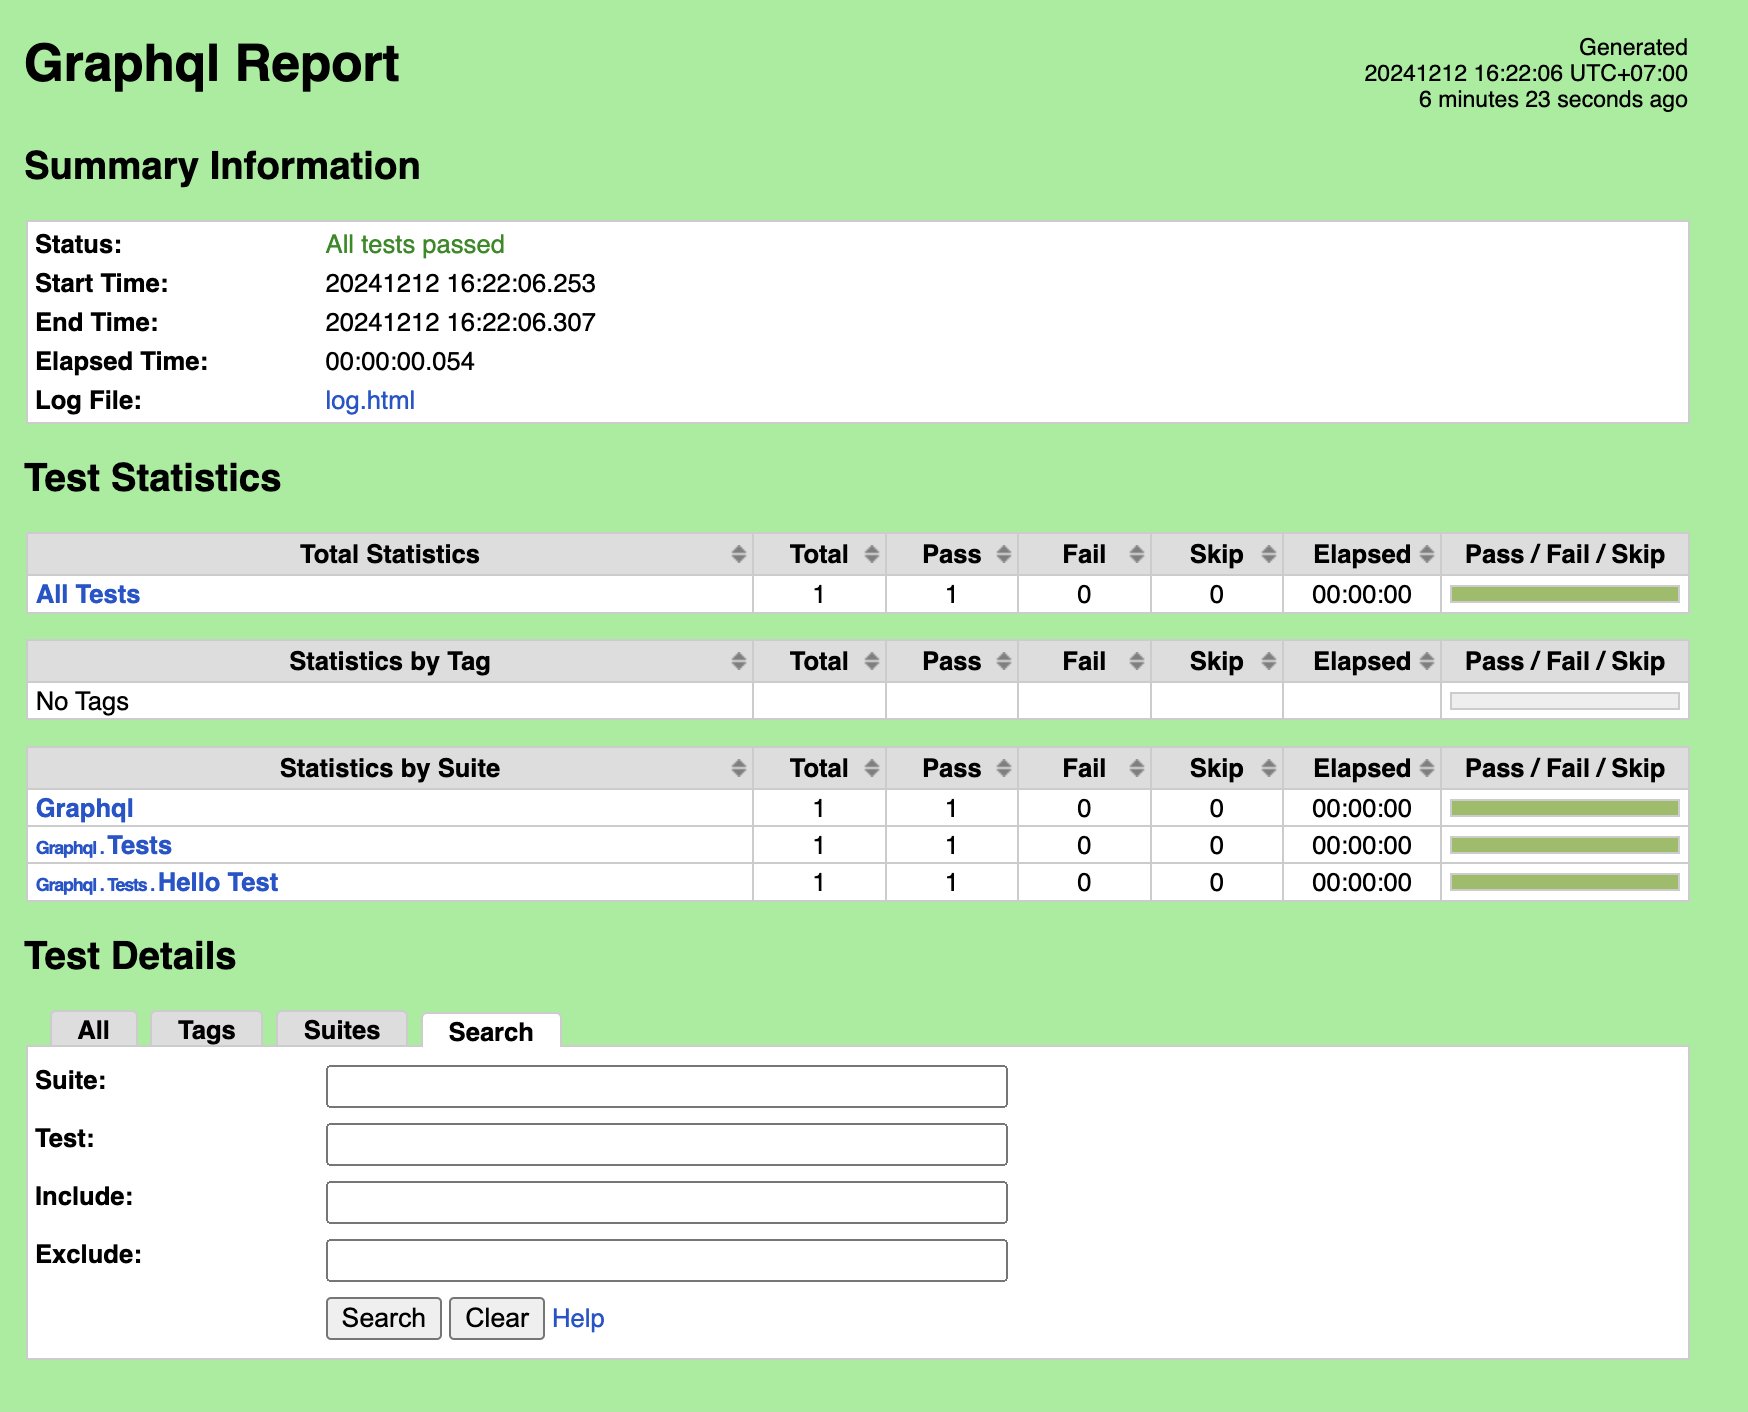 Graphql Report
Generated
20241212 16:22:06 UTC+07:00
6 minutes 23 seconds ago
Summary Information
Status: All tests passed
Start Time: 20241212 16:22:06.253
End Time: 20241212 16:22:06.307
Elapsed Time: 00:00:00.054
Log File: log.html
Test Statistics
Total Statistics Total Pass Fail Skip Elapsed Pass / Fail / Skip
All Tests 1 1 0 0 00:00:00
Statistics by Tag Total Pass Fail Skip Elapsed Pass / Fail / Skip
No Tags
Statistics by Suite Total Pass Fail Skip Elapsed Pass / Fail / Skip
Graphql 1 1 0 0 00:00:00
Graphql . Tests 1 1 0 0 00:00:00
Graphql . Tests . Hello Test 1 1 0 0 00:00:00
Test Details
All Tags Suites Search
Suite:
Test:
Include:
Exclude:
Search Clear Help